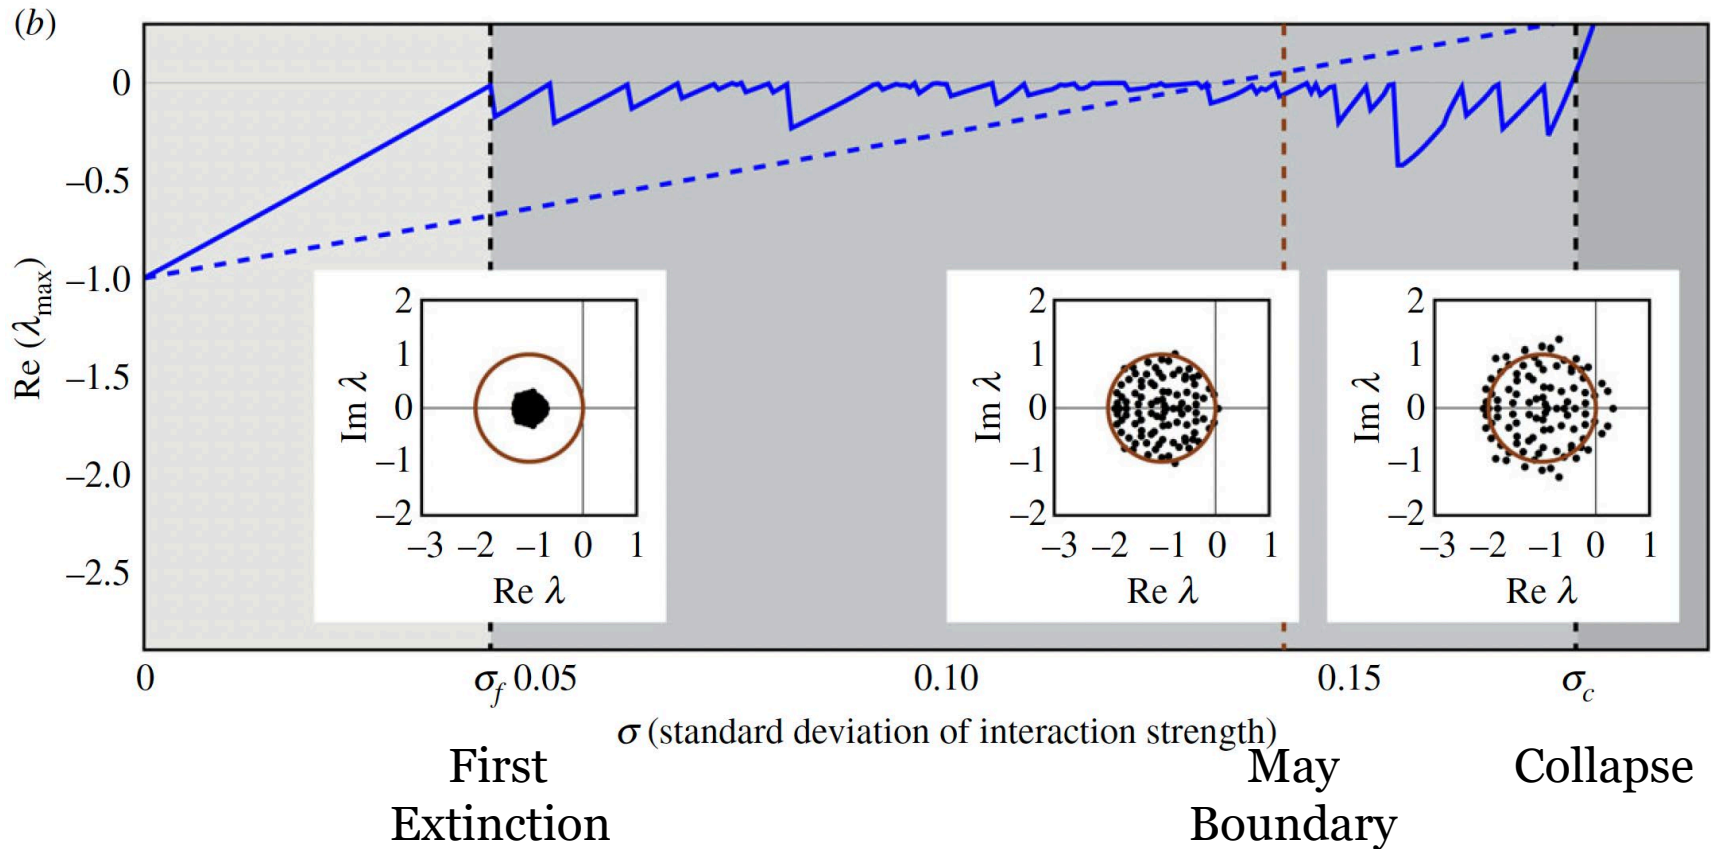 (b)
0
–0.5
–1.0
–1.5
–2.0
–2.5
Re (λmax)
2
1
0
–1
–2
Im λ
–3 –2 –1 0 1
Re λ
2
1
0
–1
–2
Im λ
–3 –2 –1 0 1
Re λ
2
1
0
–1
–2
Im λ
–3 –2 –1 0 1
Re λ
0 σf 0.05 0.10 0.15 σc
σ (standard deviation of interaction strength)
First
Extinction
May
Boundary
Collapse